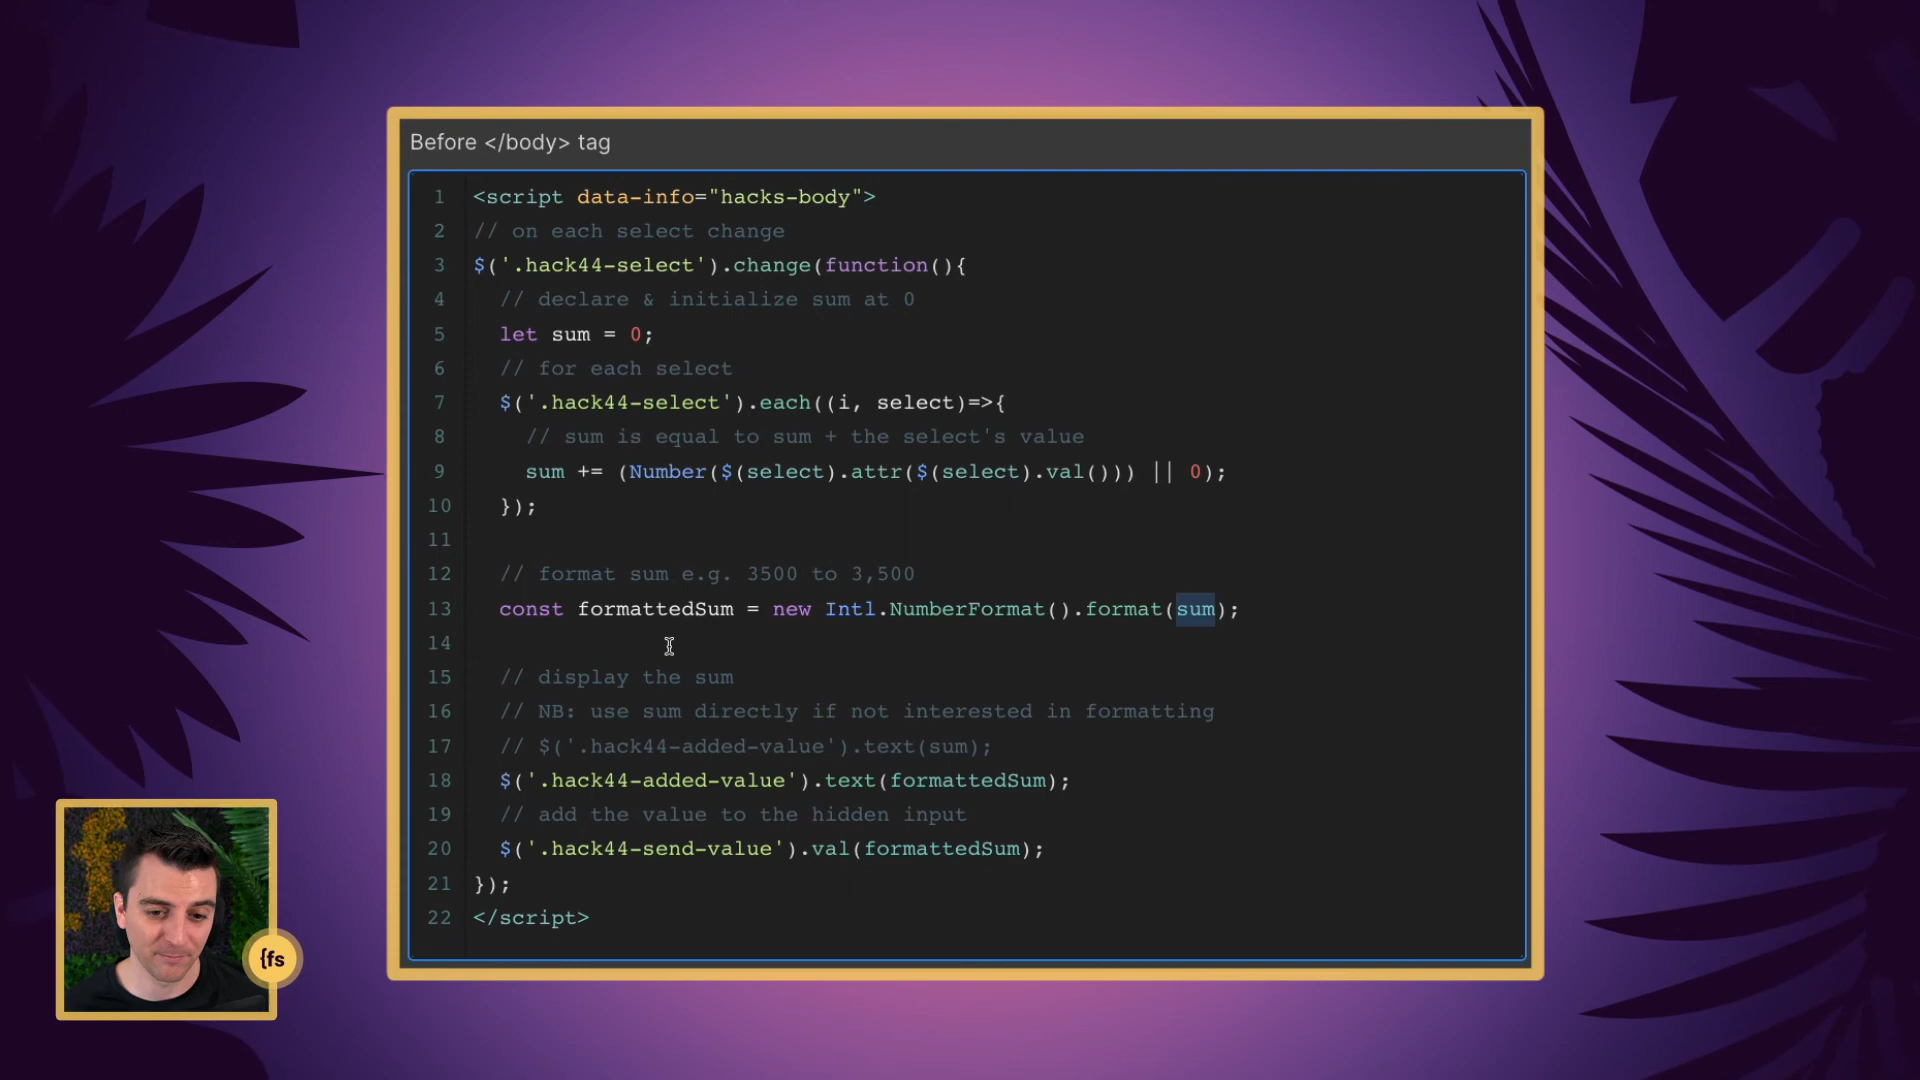 Before </body> tag
1 <script data-info="hacks-body">
2 // on each select change
3 $('.hack44-select').change(function(){
4 // declare & initialize sum at 0
5 let sum = 0;
6 // for each select
7 $('.hack44-select').each((i, select)=>{
8 // sum is equal to sum + the select's value
9 sum += (Number($(select).attr($(select).val())) || 0);
10 });
11
12 // format sum e.g. 3500 to 3,500
13 const formattedSum = new Intl.NumberFormat().format(sum);
14
15 // display the sum
16 // NB: use sum directly if not interested in formatting
17 // $('.hack44-added-value').text(sum);
18 $('.hack44-added-value').text(formattedSum);
19 // add the value to the hidden input
20 $('.hack44-send-value').val(formattedSum);
21 });
22 </script>
{fs